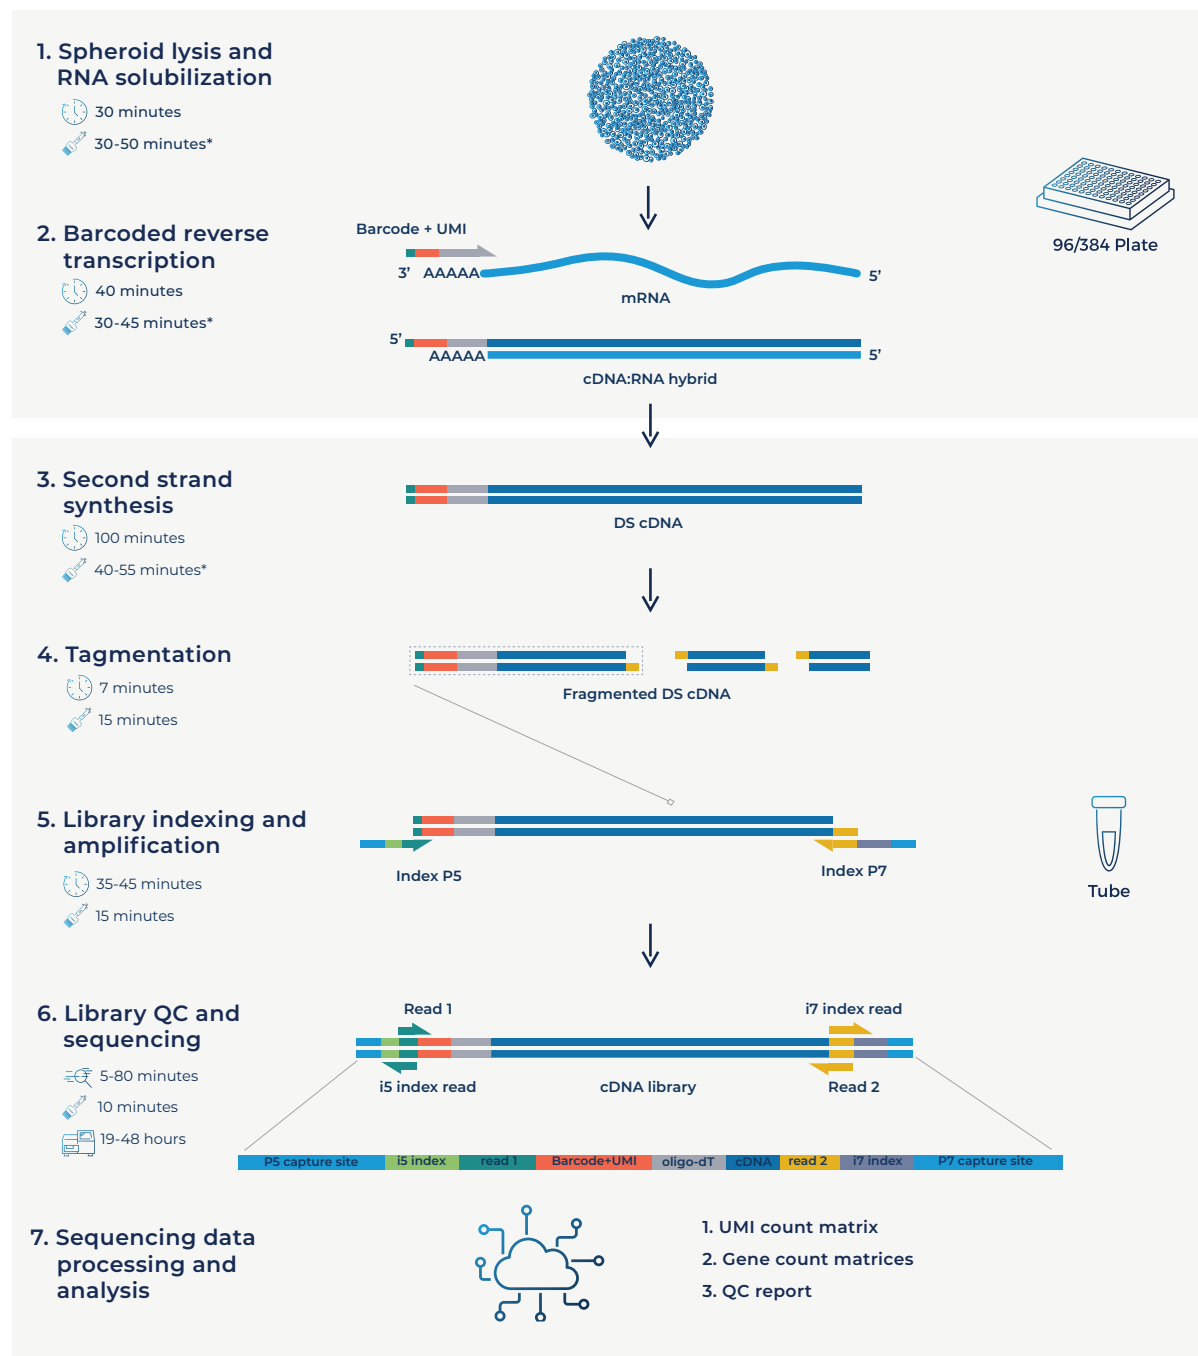 1. Spheroid lysis and
RNA solubilization
30 minutes
30-50 minutes*
96/384 Plate
2. Barcoded reverse
transcription
40 minutes
30-45 minutes*
Barcode + UMI
3’ AAAAA
5’
mRNA
5’
AAAAA
5’
cDNA:RNA hybrid
3. Second strand
synthesis
100 minutes
40-55 minutes*
DS cDNA
4. Tagmentation
7 minutes
15 minutes
Fragmented DS cDNA
5. Library indexing and
amplification
35-45 minutes
15 minutes
Index P5
Index P7
Tube
6. Library QC and
sequencing
5-80 minutes
10 minutes
19-48 hours
Read 1
i7 index read
i5 index read
cDNA library
Read 2
P5 capture site i5 index read 1 Barcode+UMI oligo-dT cDNA read 2 i7 index P7 capture site
7. Sequencing data
processing and
analysis
1. UMI count matrix
2. Gene count matrices
3. QC report